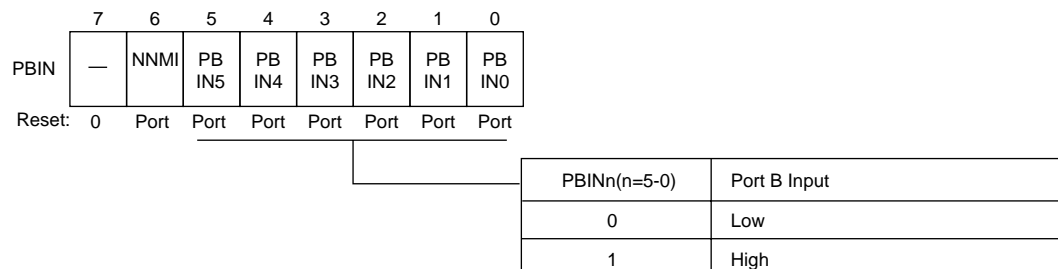 7 6 5 4 3 2 1 0
PBIN — NNMI PB PB PB PB PB PB
IN5 IN4 IN3 IN2 IN1 IN0
Reset: 0 Port Port Port Port Port Port Port
PBINn(n=5-0) Port B Input
0 Low
1 High